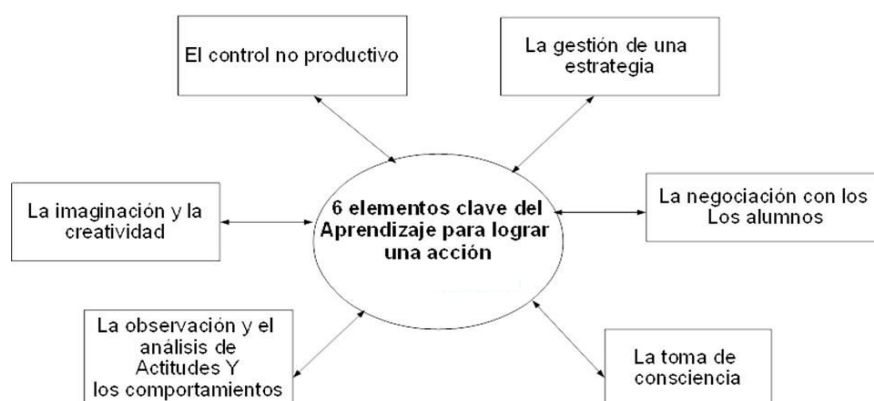 El control no productivo
La gestión de una
estrategia
La imaginación y la
creatividad
6 elementos clave del
Aprendizaje para lograr
una acción
La negociación con los
Los alumnos
La observación y el
análisis de
Actitudes Y
los comportamientos
La toma de
consciencia